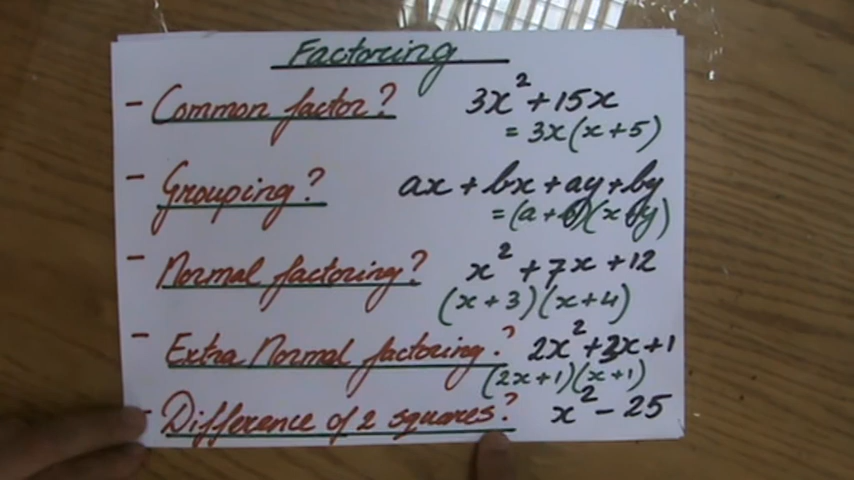 Factoring
- Common factor? 3x² + 15x
= 3x(x + 5)
- Grouping? ax + bx + ay + by
= (a + b)(x + y)
- Normal factoring? x² + 7x + 12
(x + 3)(x + 4)
- Extra Normal factoring? 2x² + 3x + 1
(2x + 1)(x + 1)
- Difference of 2 squares? x² - 25